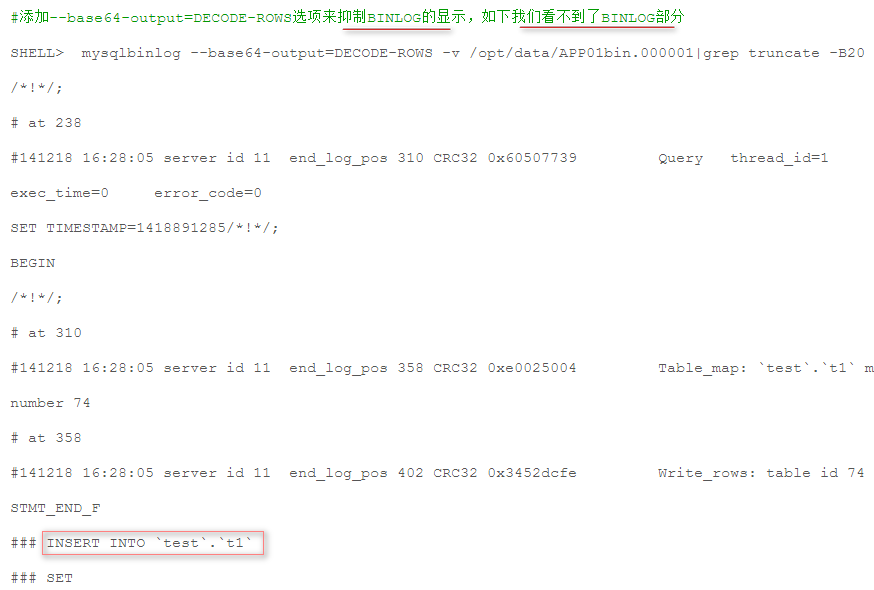 #添加--base64-output=DECODE-ROWS选项来抑制BINLOG的显示，如下我们看不到了BINLOG部分
SHELL>  mysqlbinlog --base64-output=DECODE-ROWS -v /opt/data/APP01bin.000001|grep truncate -B20
/*!*/;
# at 238
#141218 16:28:05 server id 11  end_log_pos 310 CRC32 0x60507739         Query   thread_id=1
exec_time=0     error_code=0
SET TIMESTAMP=1418891285/*!*/;
BEGIN
/*!*/;
# at 310
#141218 16:28:05 server id 11  end_log_pos 358 CRC32 0xe0025004         Table_map: `test`.`t1` m
number 74
# at 358
#141218 16:28:05 server id 11  end_log_pos 402 CRC32 0x3452dcfe         Write_rows: table id 74
STMT_END_F
### INSERT INTO `test`.`t1`
### SET